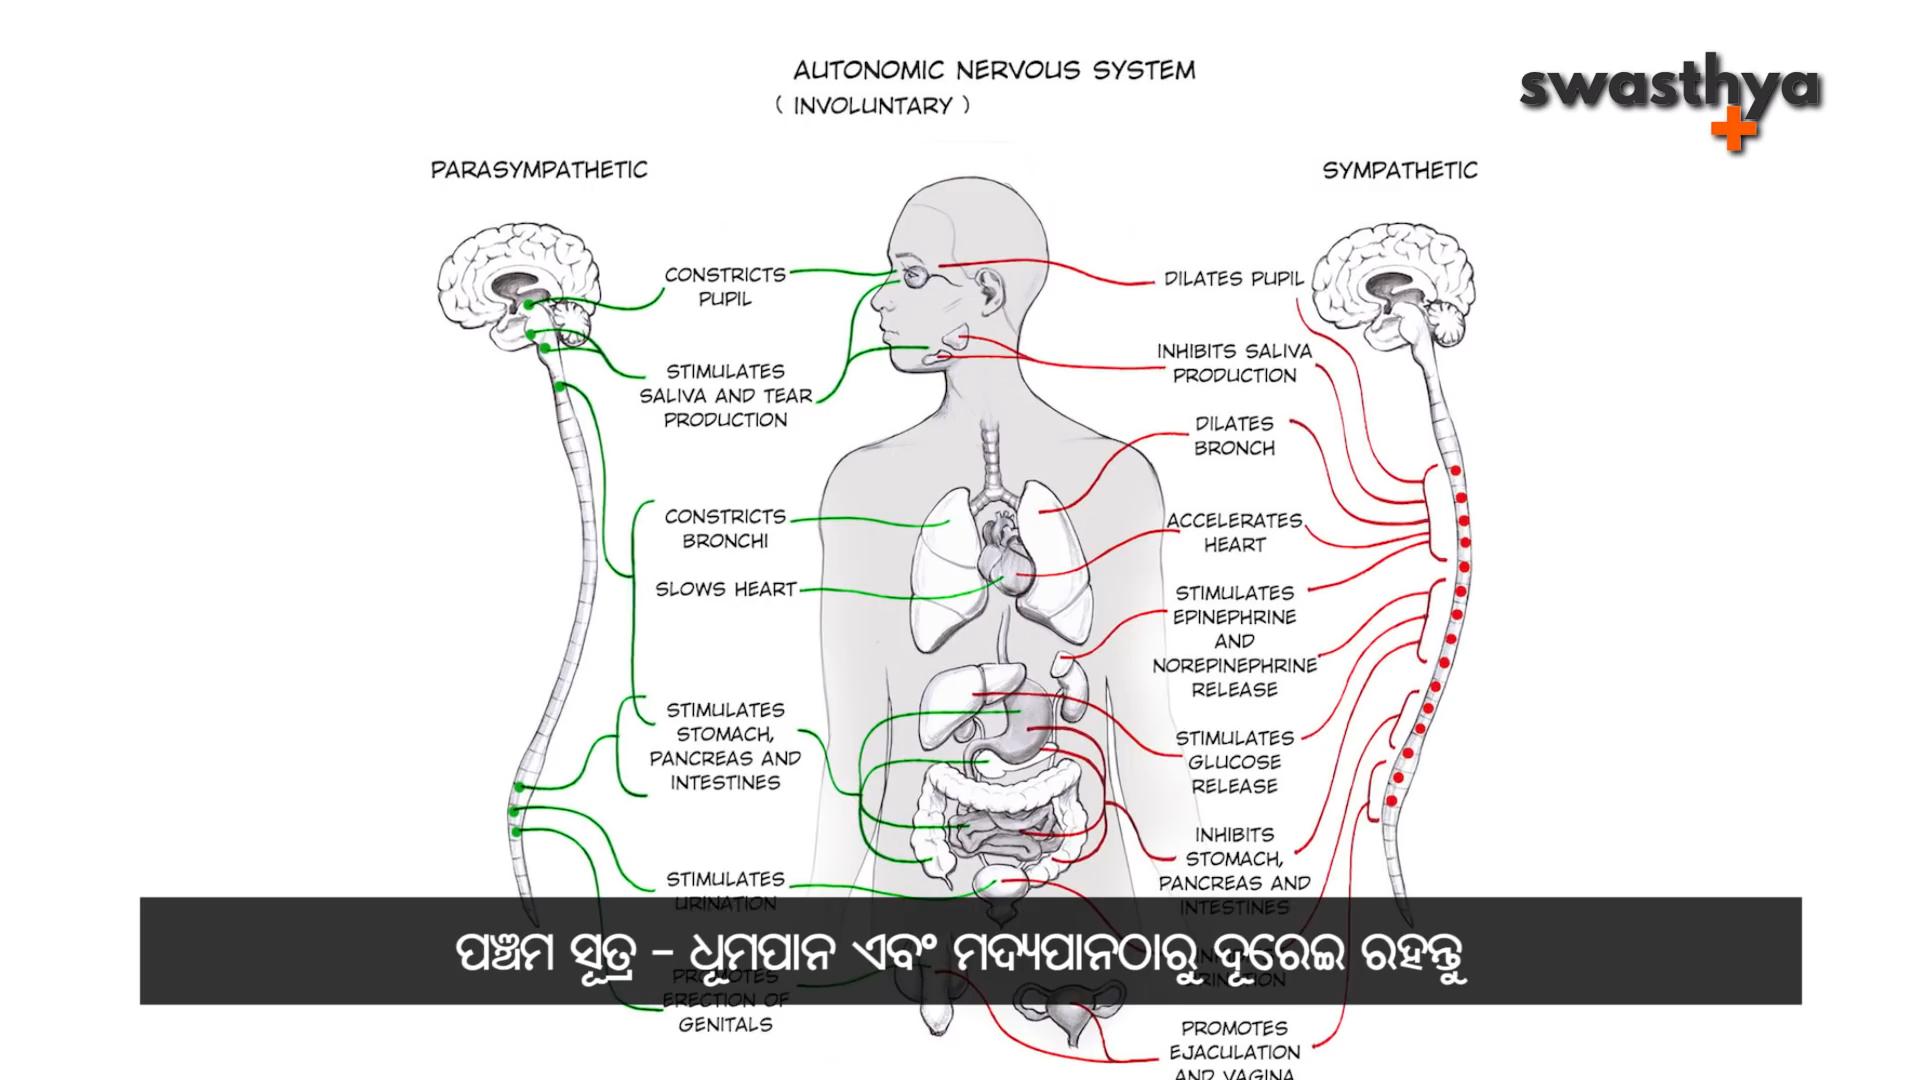 AUTONOMIC NERVOUS SYSTEM
( INVOLUNTARY )
swasthya
PARASYMPATHETIC
SYMPATHETIC
CONSTRICTS
PUPIL
STIMULATES
SALIVA AND TEAR
PRODUCTION
CONSTRICTS
BRONCHI
SLOWS HEART
STIMULATES
STOMACH,
PANCREAS AND
INTESTINES
STIMULATES
URINATION
PROMOTES
ERECTION OF
GENITALS
DILATES PUPIL
INHIBITS SALIVA
PRODUCTION
DILATES
BRONCH
ACCELERATES
HEART
STIMULATES
EPINEPHRINE
AND
NOREPINEPHRINE
RELEASE
STIMULATES
GLUCOSE
RELEASE
INHIBITS
STOMACH,
PANCREAS AND
INTESTINES
PROMOTES
EJACULATION
AND VAGINA
ପଞ୍ଚମ ସୂତ୍ର - ଧୂମପାନ ଏବଂ ମଦ୍ୟପାନଠାରୁ ଦୂରେଇ ରହନ୍ତୁ